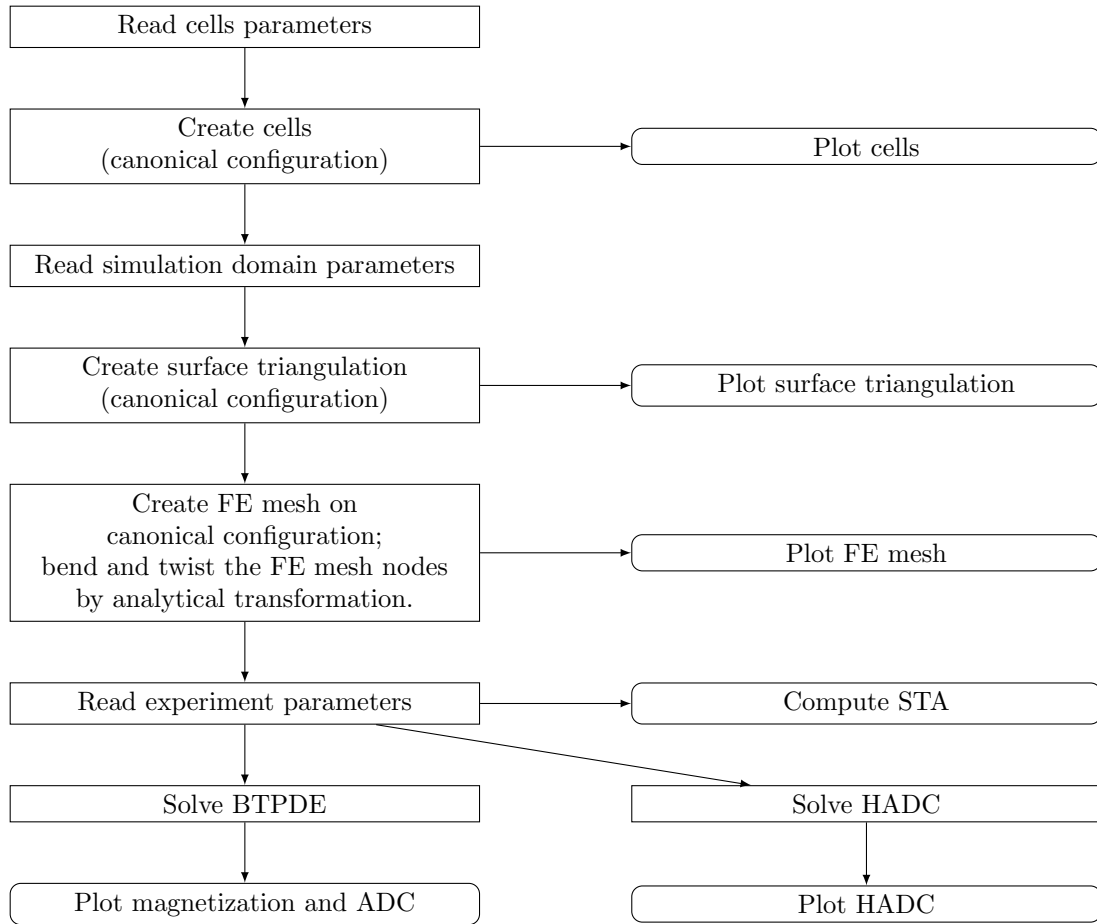 Read cells parameters
Create cells
(canonical configuration)
Plot cells
Read simulation domain parameters
Create surface triangulation
(canonical configuration)
Plot surface triangulation
Create FE mesh on
canonical configuration;
bend and twist the FE mesh nodes
by analytical transformation.
Plot FE mesh
Read experiment parameters
Compute STA
Solve BTPDE
Solve HADC
Plot magnetization and ADC
Plot HADC